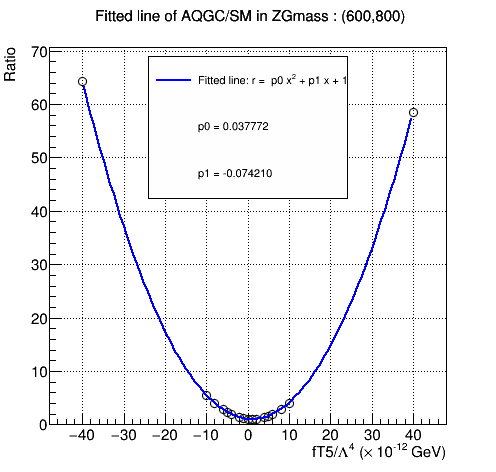 Fitted line of AQGC/SM in ZGmass : (600,800)
Ratio
70
60
50
40
30
20
10
0
Fitted line: r = p0 x² + p1 x + 1
p0 = 0.037772
p1 = -0.074210
−40 −30 −20 −10 0 10 20 30 40
fT5/Λ⁴ (× 10⁻¹² GeV)